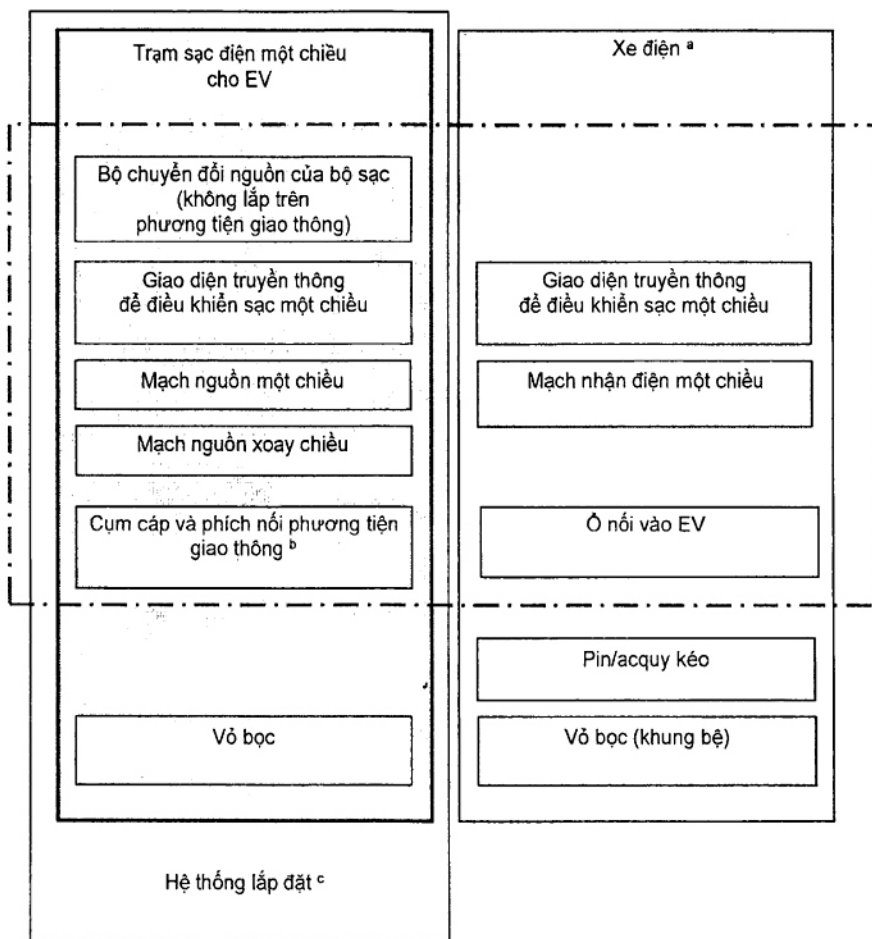 Trạm sạc điện một chiều
cho EV
Bộ chuyển đổi nguồn của bộ sạc
(không lắp trên
phương tiện giao thông)
Giao diện truyền thông
để điều khiển sạc một chiều
Mạch nguồn một chiều
Mạch nguồn xoay chiều
Cụm cáp và phích nối phương tiện
giao thông ᵇ
Vỏ bọc
Hệ thống lắp đặt ᶜ
Xe điện ᵃ
Giao diện truyền thông
để điều khiển sạc một chiều
Mạch nhận điện một chiều
Ổ nối vào EV
Pin/acquy kéo
Vỏ bọc (khung bệ)